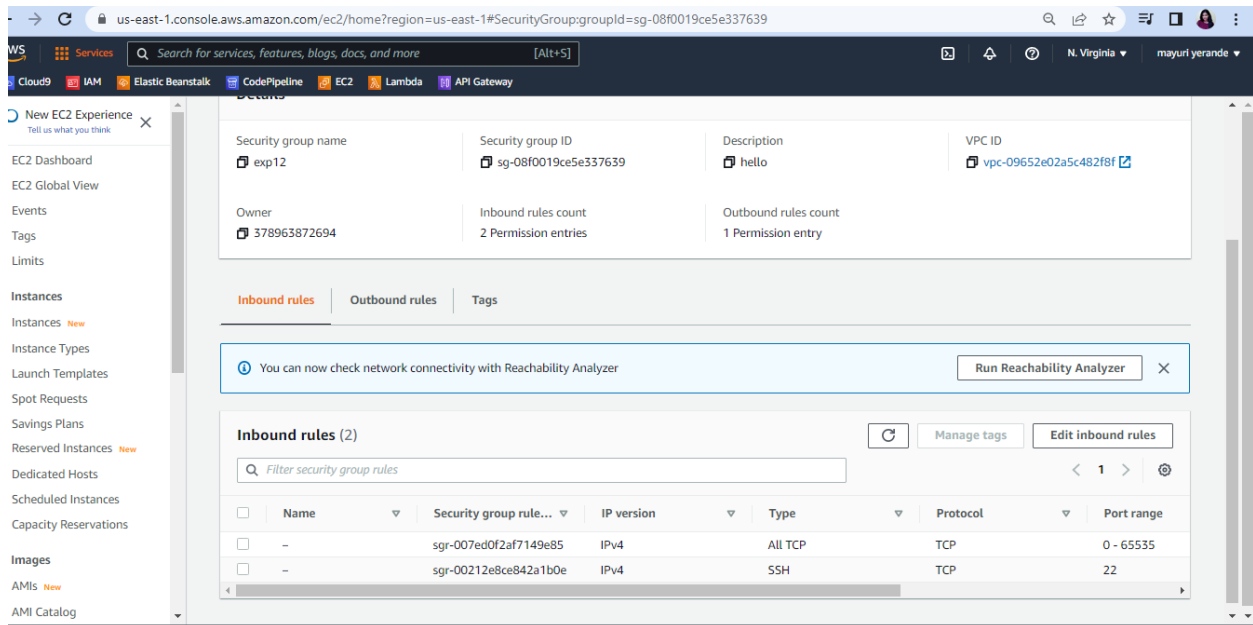 us-east-1.console.aws.amazon.com/ec2/home?region=us-east-1#SecurityGroup:groupId=sg-08f0019ce5e337639
Services
Search for services, features, blogs, docs, and more
[Alt+S]
N. Virginia
mayuri yerande
Cloud9
IAM
Elastic Beanstalk
CodePipeline
EC2
Lambda
API Gateway
New EC2 Experience
Tell us what you think
EC2 Dashboard
EC2 Global View
Events
Tags
Limits
Instances
Instances New
Instance Types
Launch Templates
Spot Requests
Savings Plans
Reserved Instances New
Dedicated Hosts
Scheduled Instances
Capacity Reservations
Images
AMIs New
AMI Catalog
Details
Security group name
exp12
Security group ID
sg-08f0019ce5e337639
Description
hello
VPC ID
vpc-09652e02a5c482f8f
Owner
378963872694
Inbound rules count
2 Permission entries
Outbound rules count
1 Permission entry
Inbound rules
Outbound rules
Tags
You can now check network connectivity with Reachability Analyzer
Run Reachability Analyzer
Inbound rules (2)
Manage tags
Edit inbound rules
Filter security group rules
1
Name Security group rule... IP version Type Protocol Port range
– sgr-007ed0f2af7149e85 IPv4 All TCP TCP 0 - 65535
– sgr-00212e8ce842a1b0e IPv4 SSH TCP 22